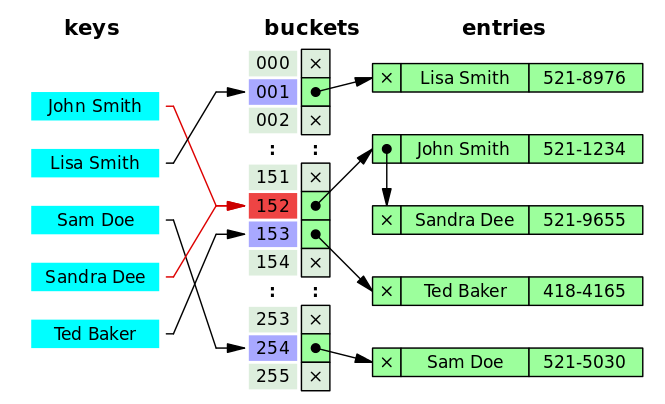 keys
buckets
entries
John Smith
Lisa Smith
Sam Doe
Sandra Dee
Ted Baker
000 ×
001
002 ×
: :
151 ×
152
153
154 ×
: :
253 ×
254
255 ×
× Lisa Smith 521-8976
John Smith 521-1234
× Sandra Dee 521-9655
× Ted Baker 418-4165
× Sam Doe 521-5030